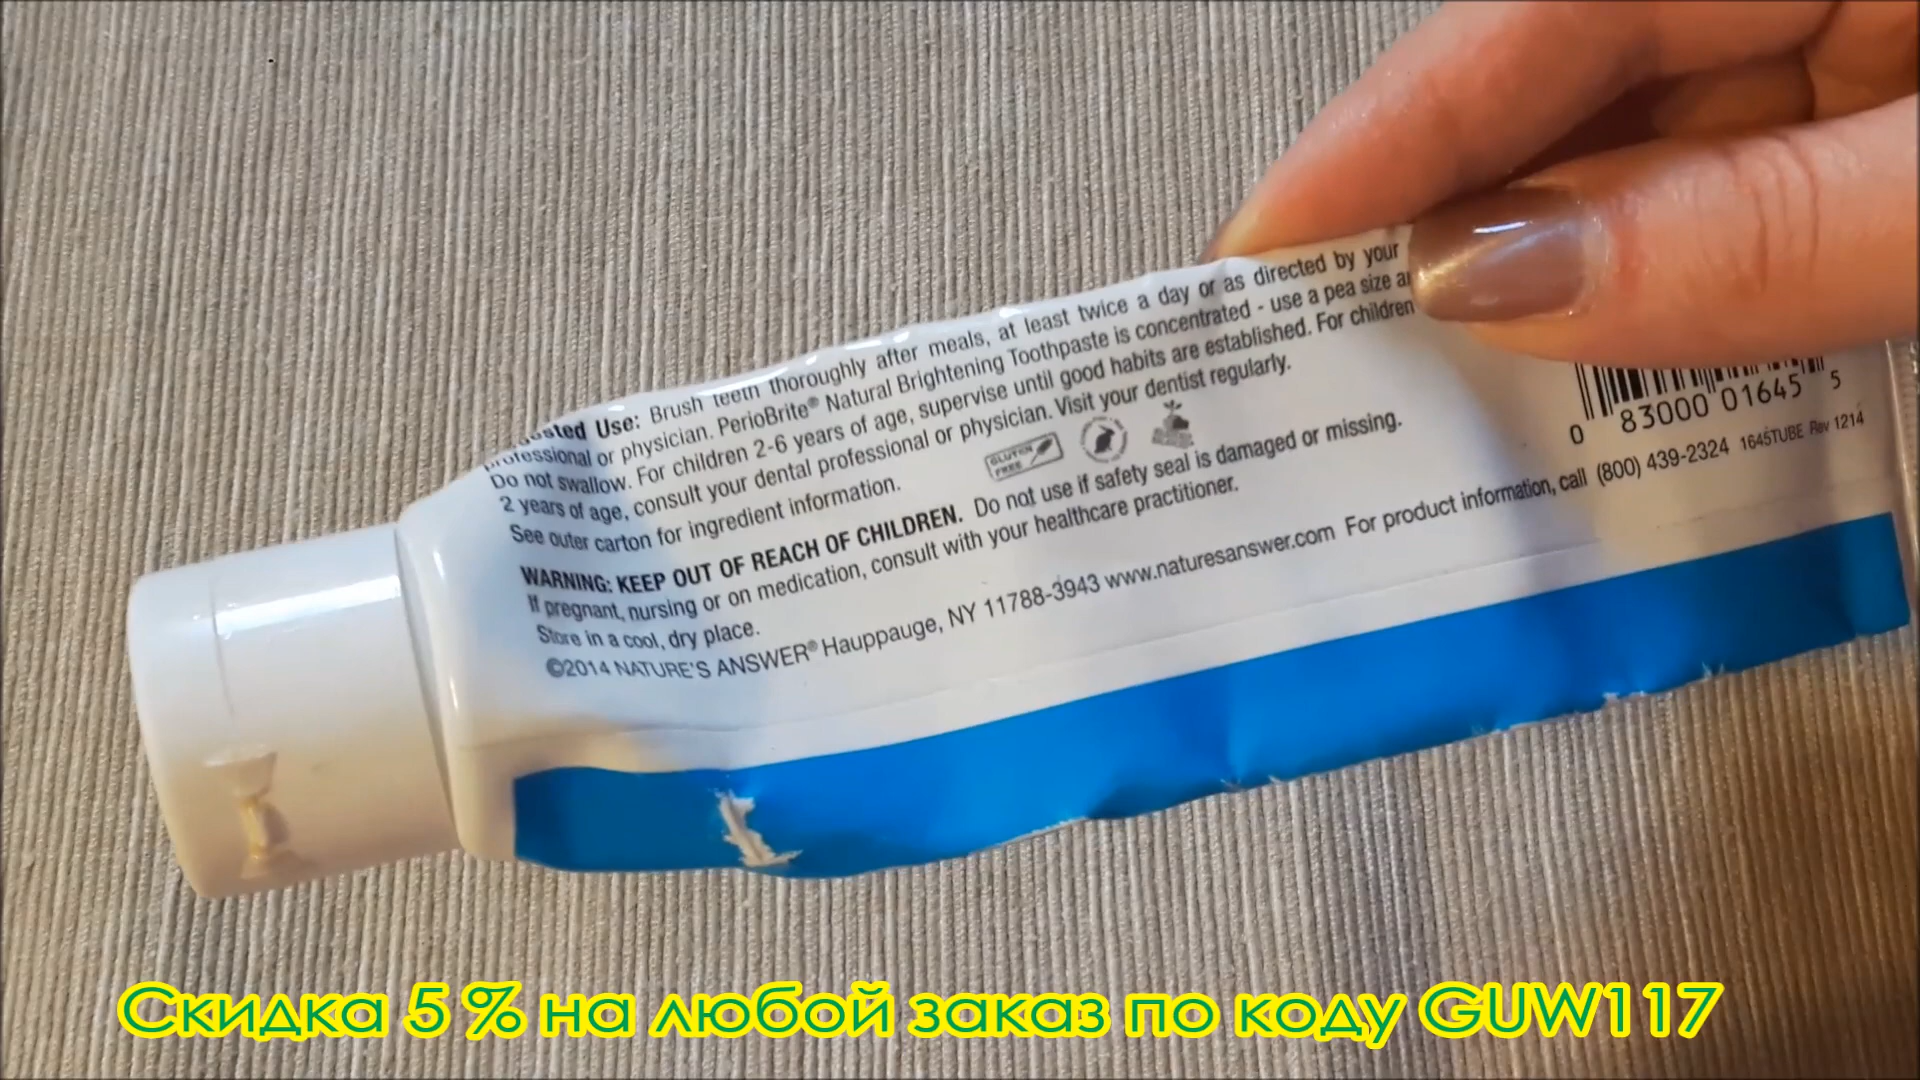 Use: Brush teeth thoroughly after meals, at least twice a day or as directed by your
professional or physician. PerioBrite® Natural Brightening Toothpaste is concentrated - use a pea size
Do not swallow. For children 2-6 years of age, supervise until good habits are established. For children
2 years of age, consult your dental professional or physician. Visit your dentist regularly.
See outer carton for ingredient information.
GLUTEN
FREE
WARNING: KEEP OUT OF REACH OF CHILDREN. Do not use if safety seal is damaged or missing.
If pregnant, nursing or on medication, consult with your healthcare practitioner.
Store in a cool, dry place.
©2014 NATURE'S ANSWER® Hauppauge, NY 11788-3943 www.naturesanswer.com For product information, call (800) 439-2324 1645TUBE Rev 1214
0 83000 01645 5
Скидка 5 % на любой заказ по коду GUW117